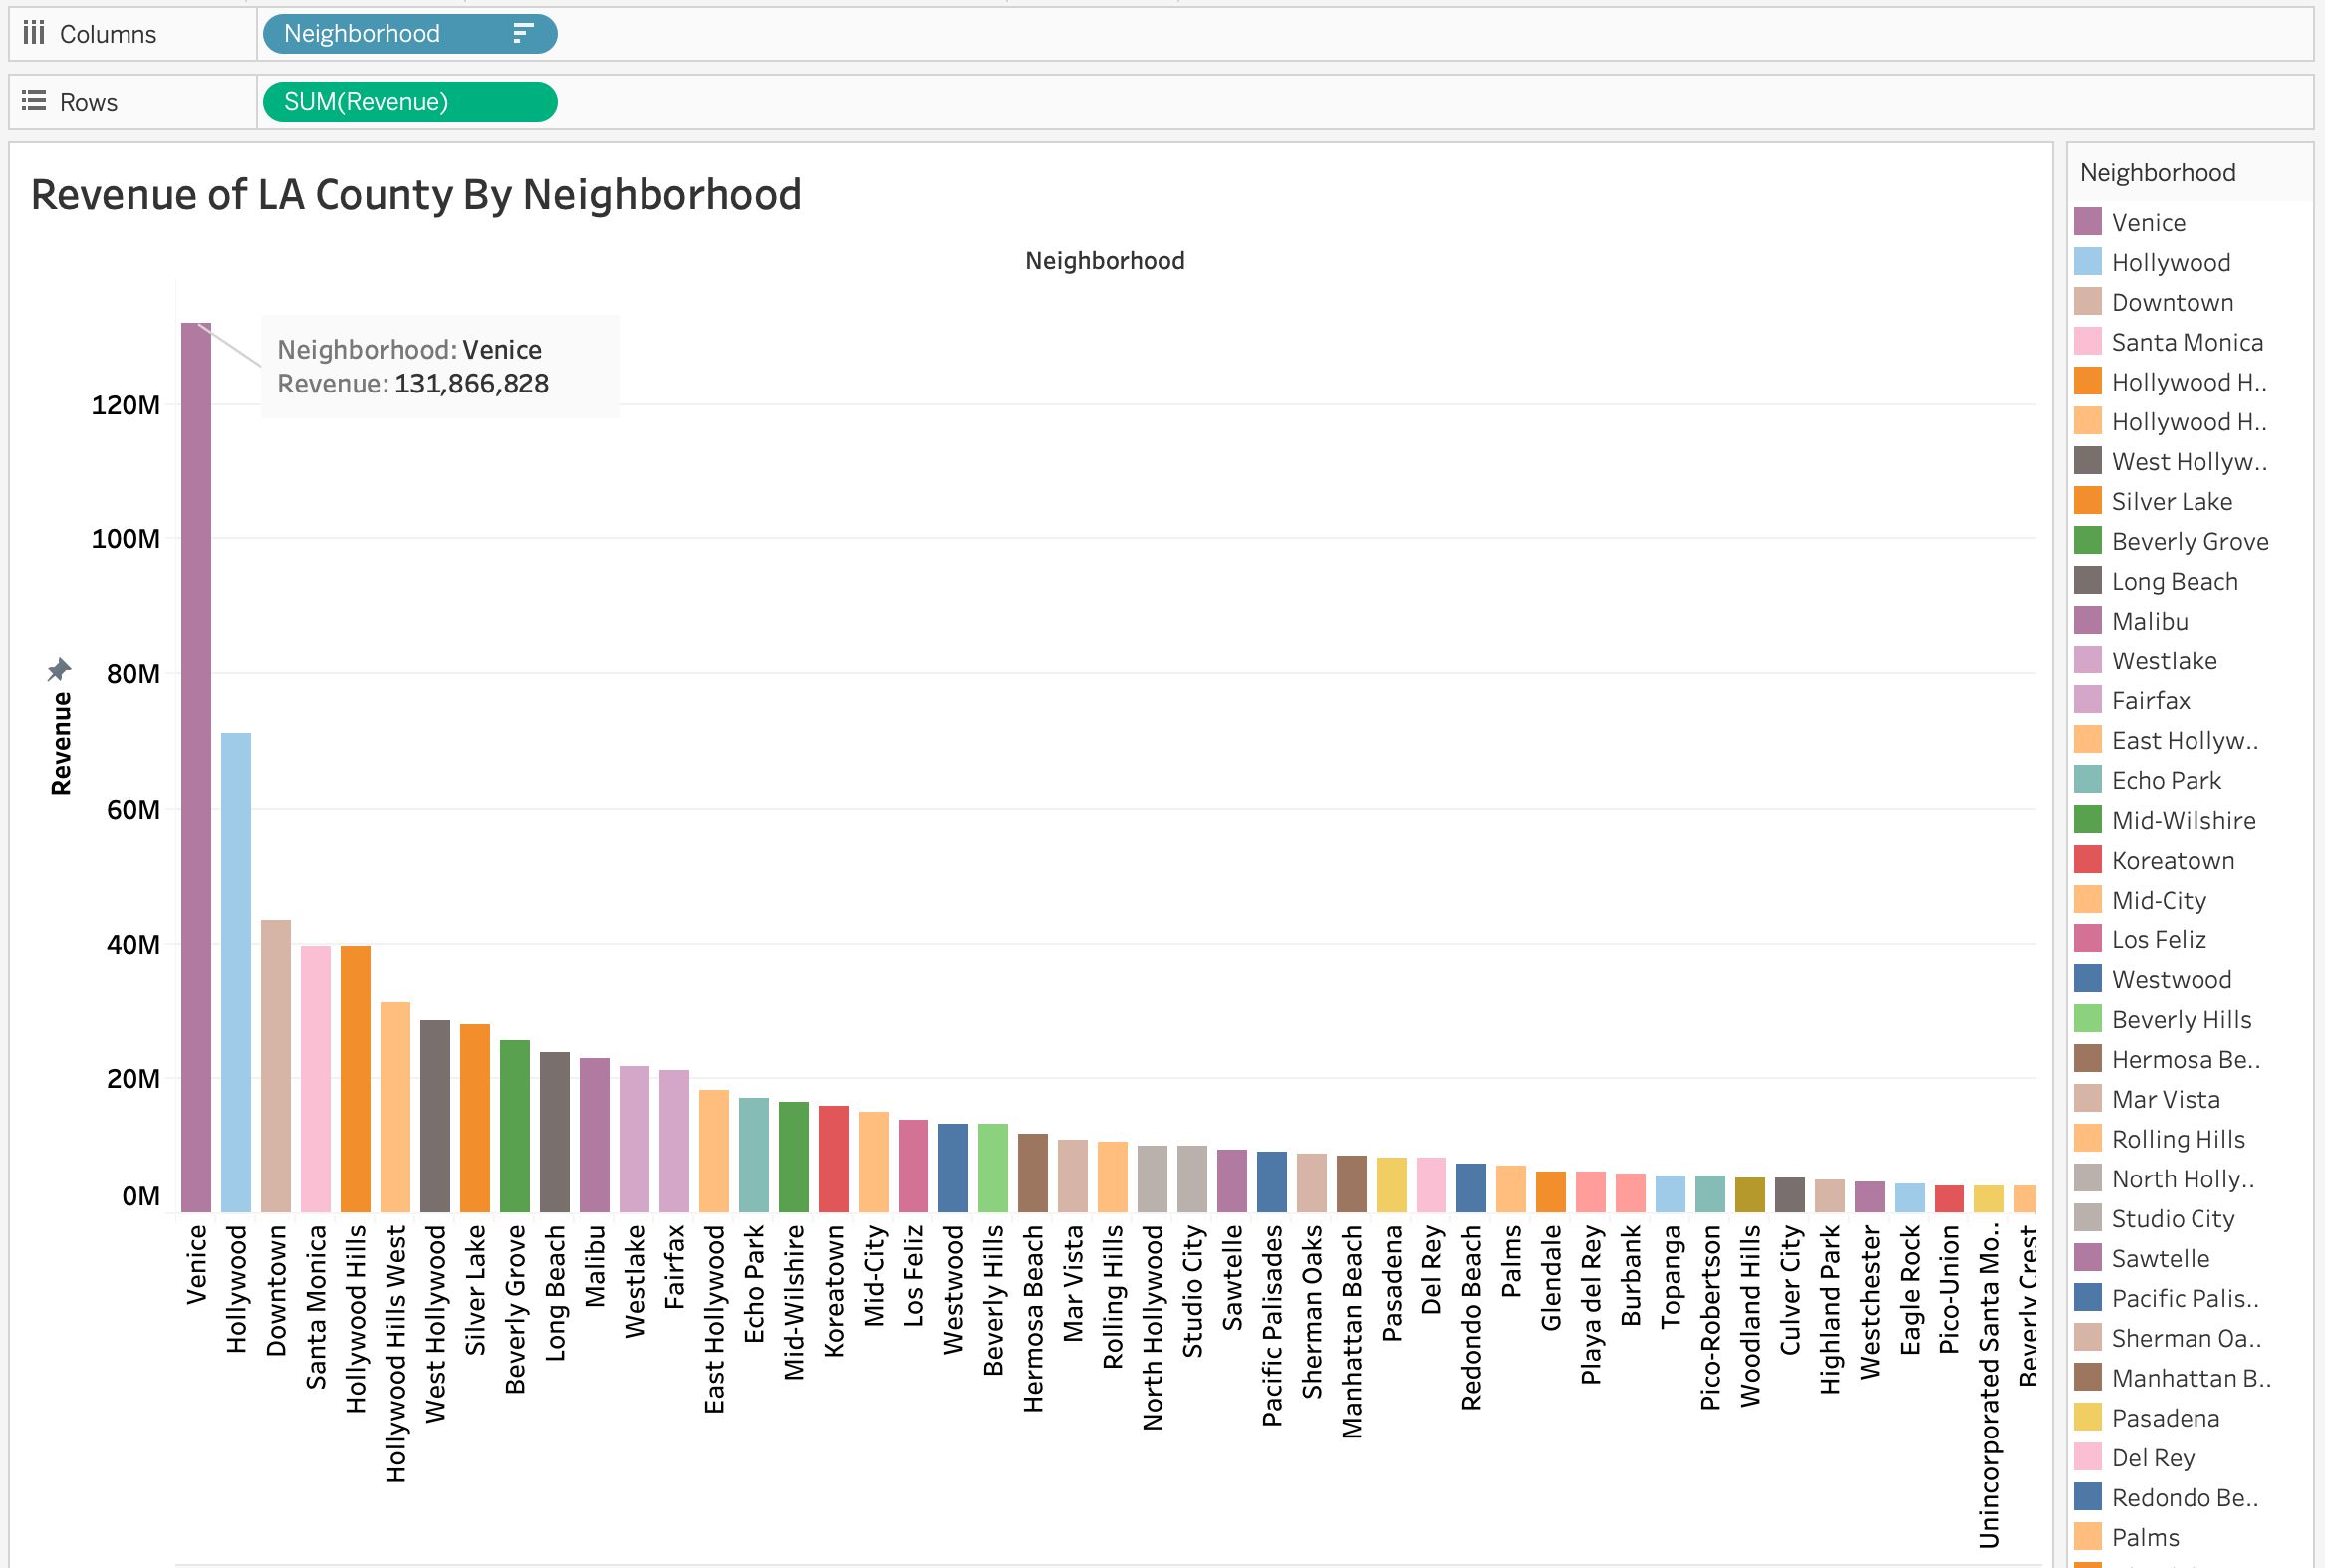 Columns
Neighborhood
Rows
SUM(Revenue)
Revenue of LA County By Neighborhood
Neighborhood
Neighborhood: Venice
Revenue: 131,866,828
120M
100M
80M
60M
40M
20M
0M
Revenue
Venice
Hollywood
Downtown
Santa Monica
Hollywood Hills
Hollywood Hills West
West Hollywood
Silver Lake
Beverly Grove
Long Beach
Malibu
Westlake
Fairfax
East Hollywood
Echo Park
Mid-Wilshire
Koreatown
Mid-City
Los Feliz
Westwood
Beverly Hills
Hermosa Beach
Mar Vista
Rolling Hills
North Hollywood
Studio City
Sawtelle
Pacific Palisades
Sherman Oaks
Manhattan Beach
Pasadena
Del Rey
Redondo Beach
Palms
Glendale
Playa del Rey
Burbank
Topanga
Pico-Robertson
Woodland Hills
Culver City
Highland Park
Westchester
Eagle Rock
Pico-Union
Unincorporated Santa Mo..
Beverly Crest
Neighborhood
Venice
Hollywood
Downtown
Santa Monica
Hollywood H..
Hollywood H..
West Hollyw..
Silver Lake
Beverly Grove
Long Beach
Malibu
Westlake
Fairfax
East Hollyw..
Echo Park
Mid-Wilshire
Koreatown
Mid-City
Los Feliz
Westwood
Beverly Hills
Hermosa Be..
Mar Vista
Rolling Hills
North Holly..
Studio City
Sawtelle
Pacific Palis..
Sherman Oa..
Manhattan B..
Pasadena
Del Rey
Redondo Be..
Palms